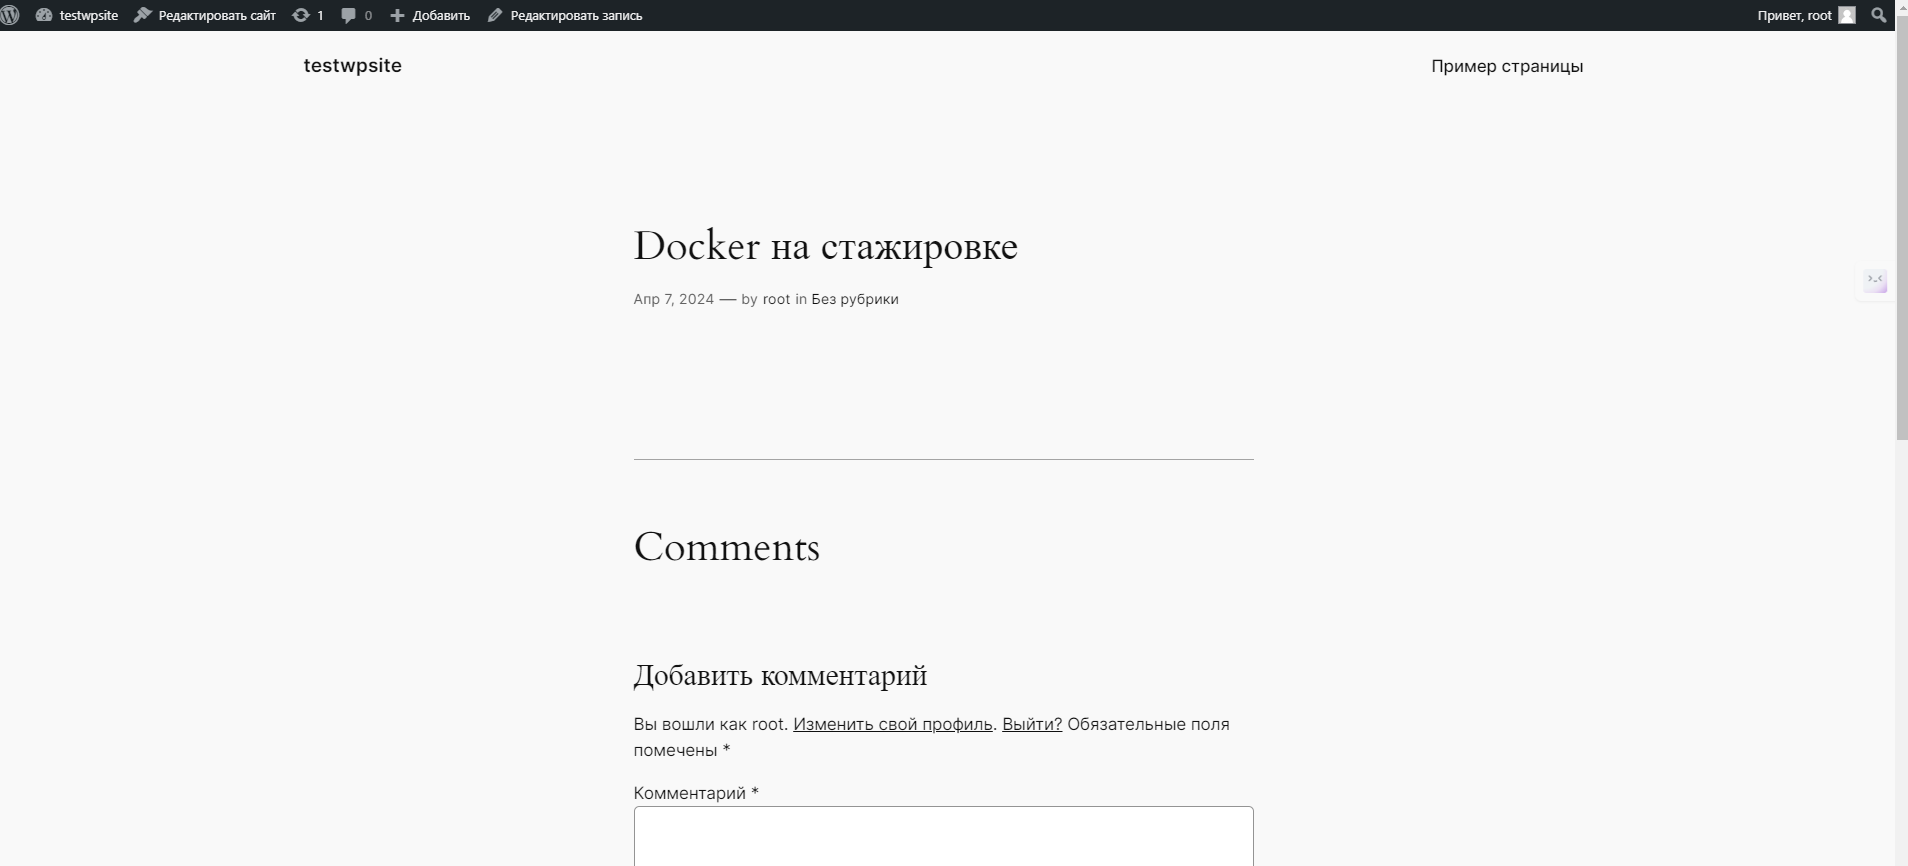 testwpsite Редактировать сайт 1 0 Добавить Редактировать запись Привет, root
testwpsite Пример страницы
Docker на стажировке
Апр 7, 2024 — by root in Без рубрики
Comments
Добавить комментарий
Вы вошли как root. Изменить свой профиль. Выйти? Обязательные поля
помечены *
Комментарий *